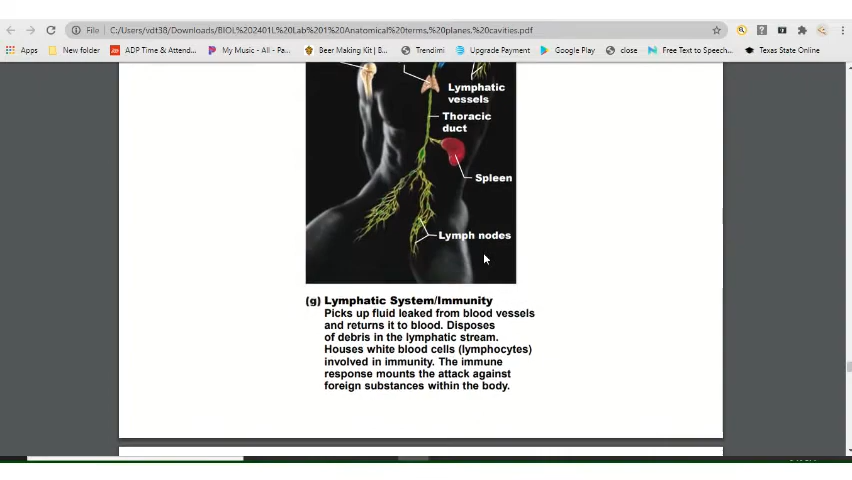 File C:/Users/vdt38/Downloads/BIOL%202401L%20Lab%201%20Anatomical%20terms,%20planes,%20cavities.pdf
Apps New folder ADP Time & Attend... My Music - All - Pa... Beer Making Kit | B... Trendimi Upgrade Payment Google Play close Free Text to Speech... Texas State Online
Lymphatic
vessels
Thoracic
duct
Spleen
Lymph nodes
(g) Lymphatic System/Immunity
Picks up fluid leaked from blood vessels
and returns it to blood. Disposes
of debris in the lymphatic stream.
Houses white blood cells (lymphocytes)
involved in immunity. The immune
response mounts the attack against
foreign substances within the body.